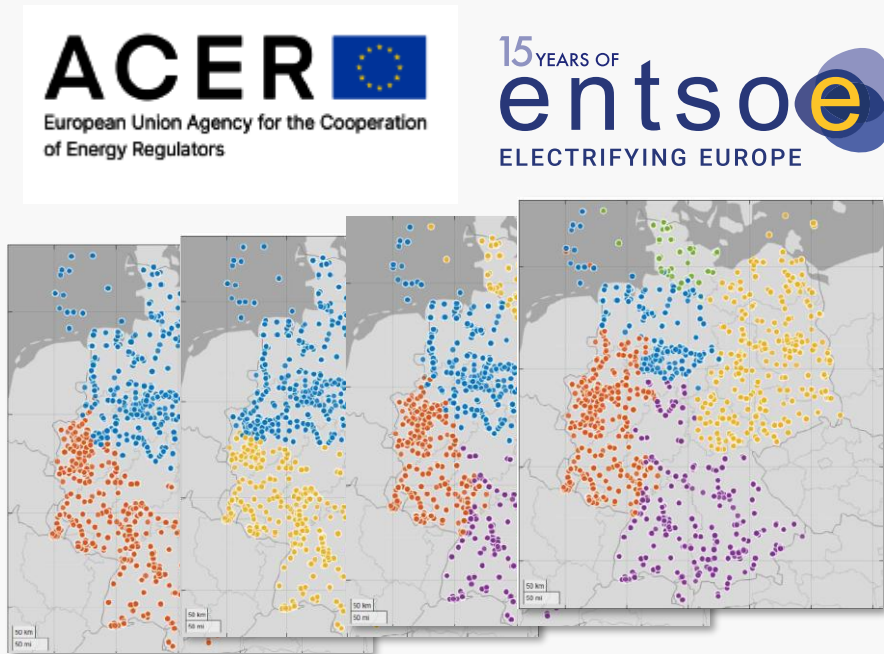 ACER
European Union Agency for the Cooperation
of Energy Regulators
15 YEARS OF
entsoe
ELECTRIFYING EUROPE
50 km
50 mi
50 km
50 mi
50 km
50 mi
50 km
50 mi